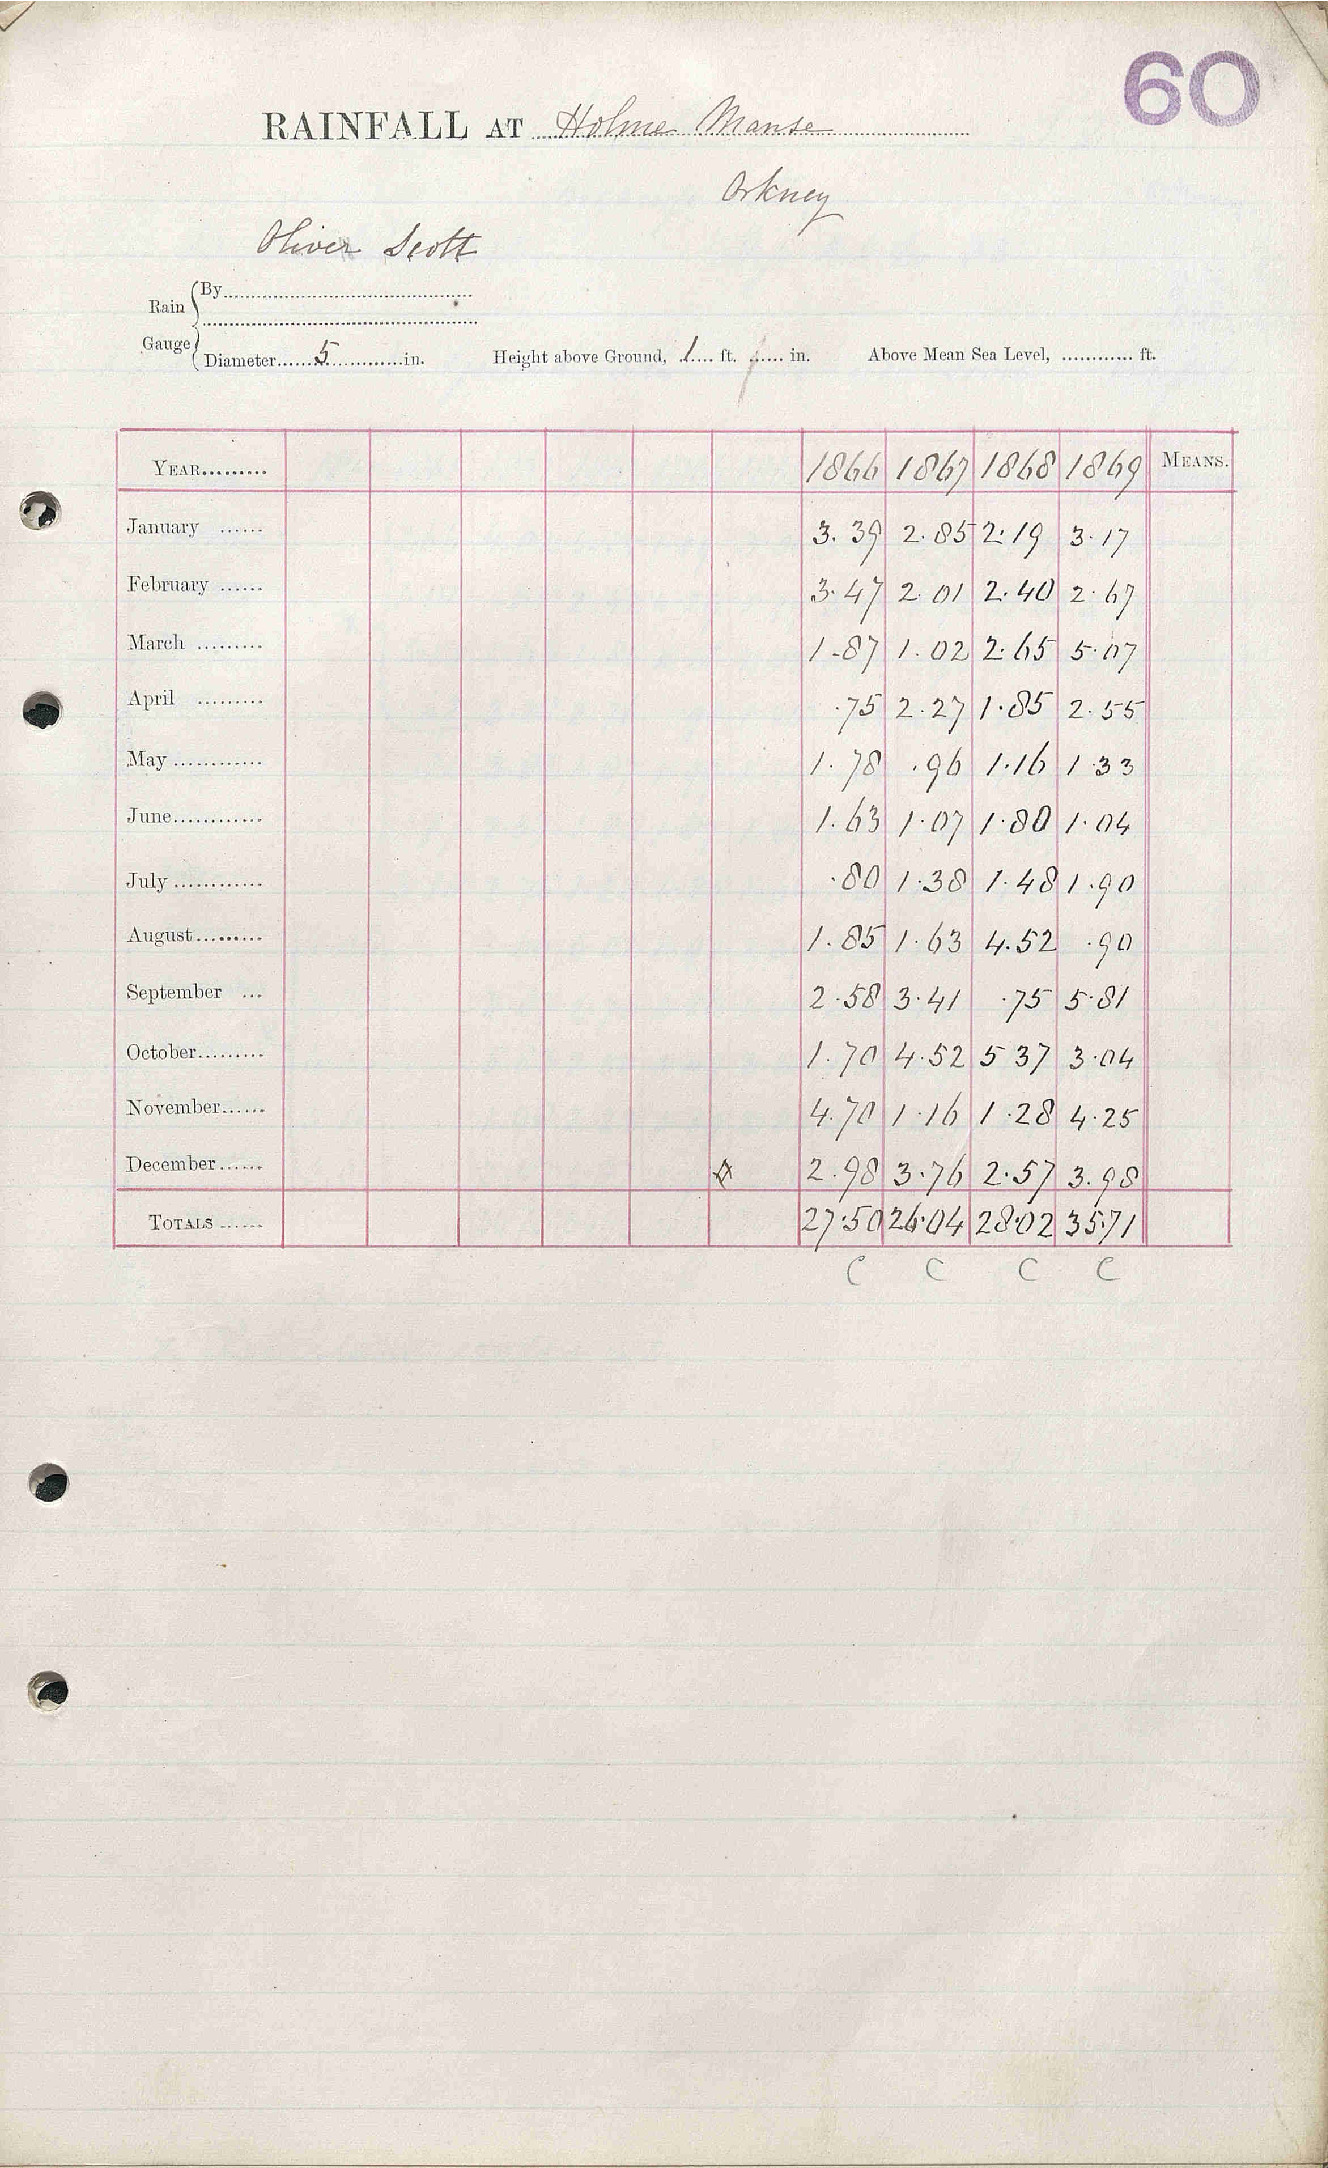 60
RAINFALL AT Holme Manse
Orkney
Oliver Scott
Rain Gauge { By
Diameter 5 in. Height above Ground, 1 ft. in. Above Mean Sea Level, ft.
YEAR 1866 1867 1868 1869 MEANS.
January 3.39 2.85 2.19 3.17
February 3.47 2.01 2.40 2.67
March 1.87 1.02 2.65 5.07
April .75 2.27 1.85 2.55
May 1.78 .96 1.16 1.33
June 1.63 1.07 1.80 1.04
July .80 1.38 1.48 1.90
August 1.85 1.63 4.52 .90
September 2.58 3.41 .75 5.81
October 1.70 4.52 5 37 3.04
November 4.70 1.16 1.28 4.25
December 2.98 3.76 2.57 3.98
TOTALS 27.50 26.04 28.02 35.71
C C C C